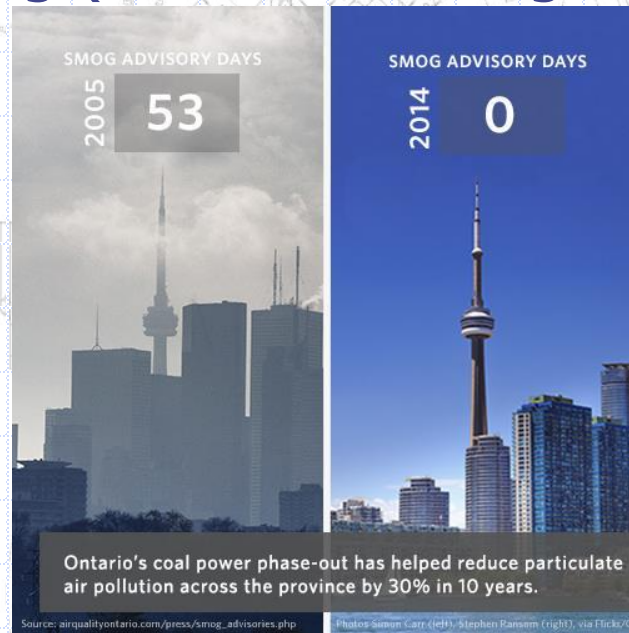 SMOG ADVISORY DAYS
2005
53
SMOG ADVISORY DAYS
2014
0
Ontario's coal power phase-out has helped reduce particulate
air pollution across the province by 30% in 10 years.
Source: airqualityontario.com/press/smog_advisories.php
Photos Simon Carr (left), Stephen Ransom (right), via Flickr/